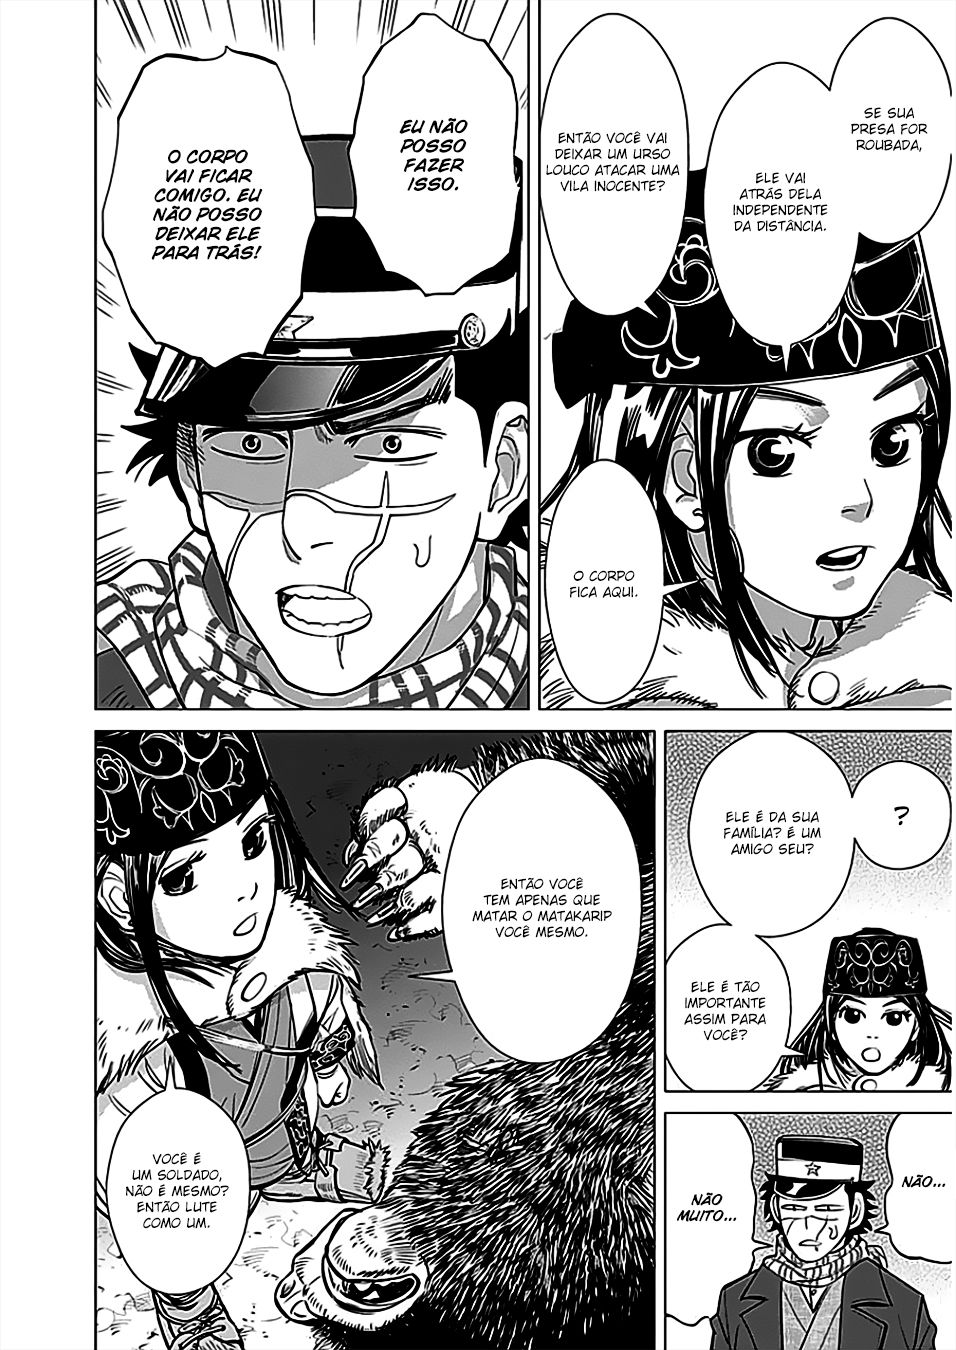 SE SUA
PRESA FOR
ROUBADA,
ELE VAI
ATRÁS DELA
INDEPENDENTE
DA DISTÂNCIA.
ENTÃO VOCÊ VAI
DEIXAR UM URSO
LOUCO ATACAR UMA
VILA INOCENTE?
O CORPO
FICA AQUI.
EU NÃO
POSSO
FAZER
ISSO.
O CORPO
VAI FICAR
COMIGO. EU
NÃO POSSO
DEIXAR ELE
PARA TRÁS!
?
ELE É DA SUA
FAMÍLIA? É UM
AMIGO SEU?
ELE É TÃO
IMPORTANTE
ASSIM PARA
VOCÊ?
NÃO...
NÃO
MUITO...
ENTÃO VOCÊ
TEM APENAS QUE
MATAR O MATAKARIP
VOCÊ MESMO.
VOCÊ É
UM SOLDADO,
NÃO É MESMO?
ENTÃO LUTE
COMO UM.